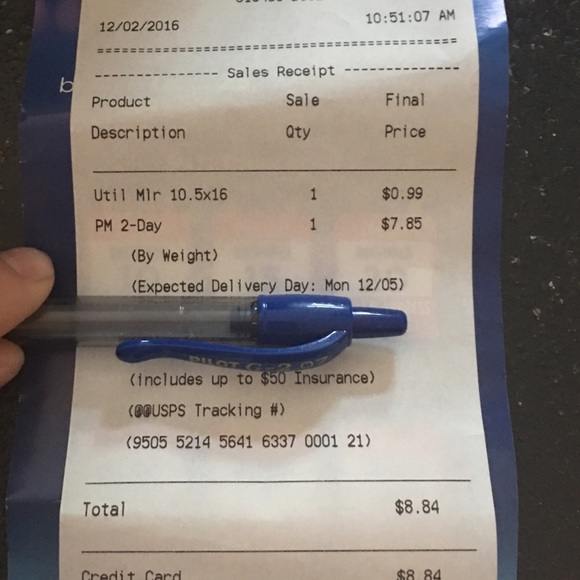 12/02/2016 10:51:07 AM
================================================
--------------- Sales Receipt --------------
Product Sale Final
Description Qty Price
Util Mlr 10.5x16 1 $0.99
PM 2-Day 1 $7.85
(By Weight)
(Expected Delivery Day: Mon 12/05)
PILOT G-2 07
(includes up to $50 Insurance)
(@@USPS Tracking #)
(9505 5214 5641 6337 0001 21)
Total $8.84
Credit Card $8.84